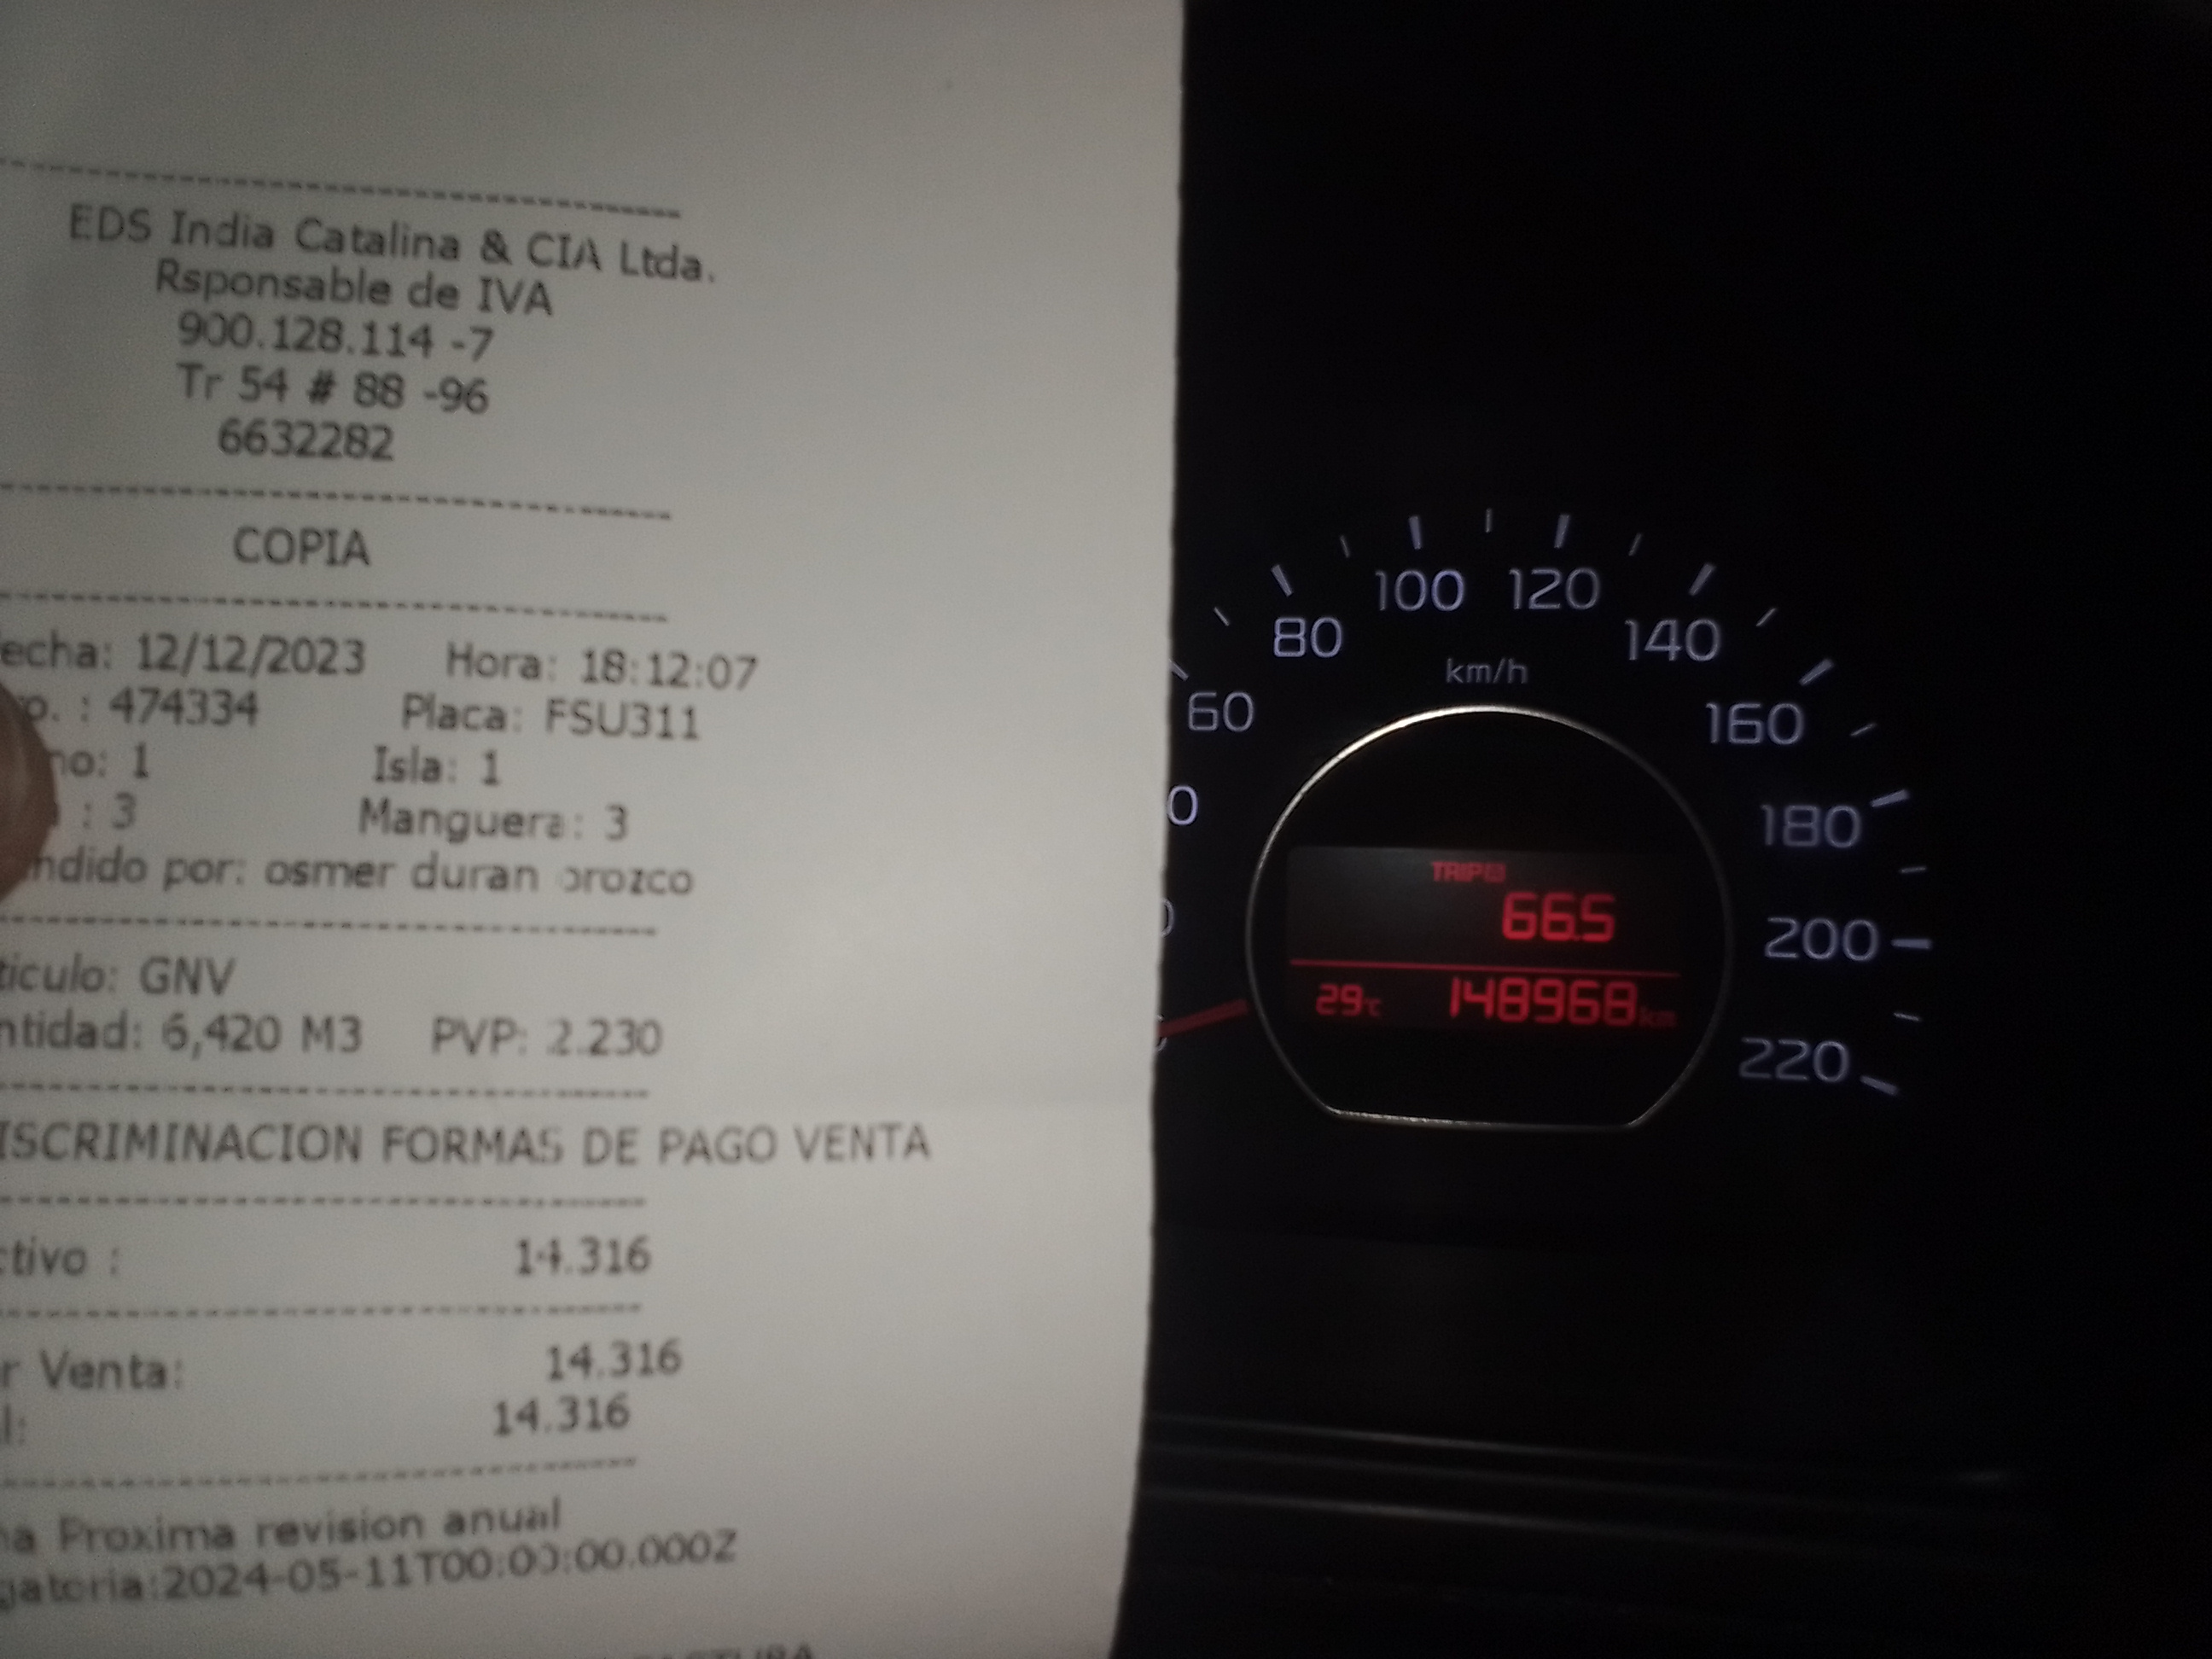 EDS India Catalina & CIA Ltda.
Rsponsable de IVA
900.128.114 -7
Tr 54 # 88 -96
6632282
COPIA
echa: 12/12/2023 Hora: 18:12:07
o. : 474334 Placa: FSU311
no: 1 Isla: 1
: 3 Manguera: 3
ndido por: osmer duran orozco
ticulo: GNV
ntidad: 6,420 M3 PVP: 2.230
ISCRIMINACION FORMAS DE PAGO VENTA
ctivo : 14.316
r Venta: 14.316
l: 14.316
a Proxima revision anual
gatoria:2024-05-11T00:00:00.000Z
60
80
100
120
140
160
180
200
220
km/h
TRIP
66.5
29°C 148968 km